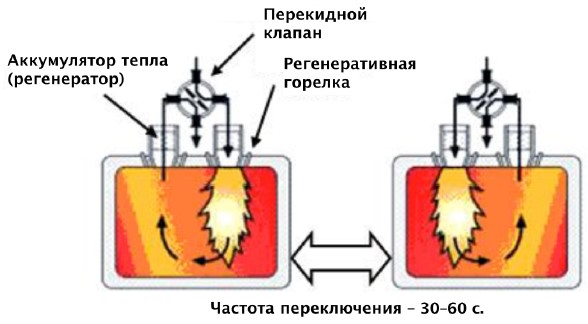 Перекидной
клапан
Аккумулятор тепла
(регенератор)
Регенеративная
горелка
Частота переключения – 30–60 с.